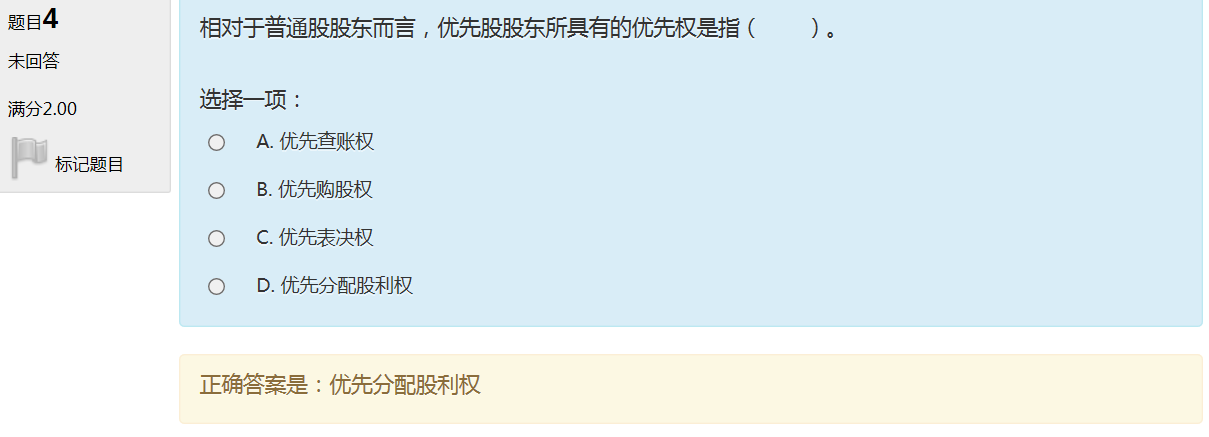 题目4
未回答
满分2.00
标记题目
相对于普通股股东而言，优先股股东所具有的优先权是指（　　）。
选择一项：
A. 优先查账权
B. 优先购股权
C. 优先表决权
D. 优先分配股利权
正确答案是：优先分配股利权